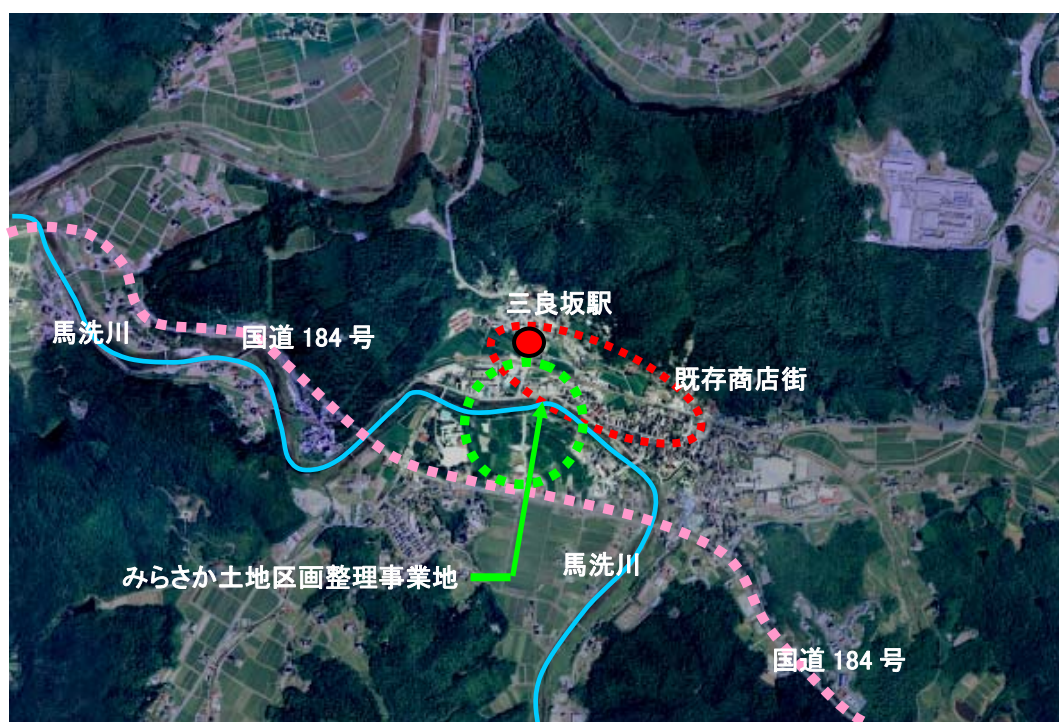 三良坂駅
馬洗川
国道 184 号
既存商店街
馬洗川
みらさか土地区画整理事業地
国道 184 号